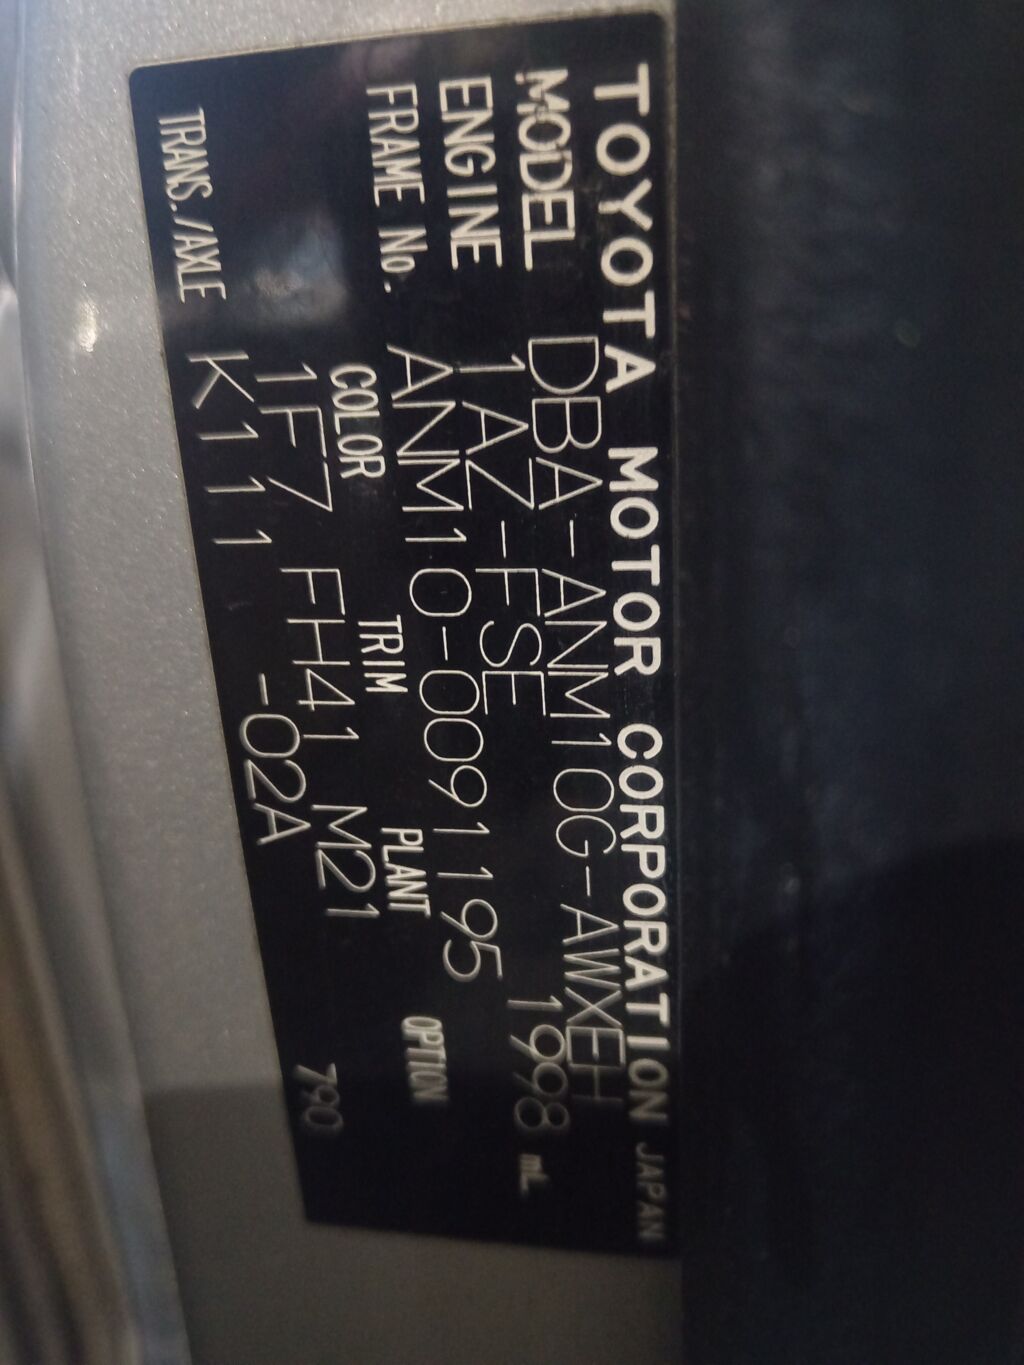 TOYOTA MOTOR CORPORATION JAPAN
MODEL DBA-ANM10G-AWXEH
ENGINE 1AZ-FSE 1998 mL
FRAME No. ANM10-0091195
COLOR TRIM PLANT OPTION
1F7 FH41 M21 790
TRANS./AXLE K111 -02A